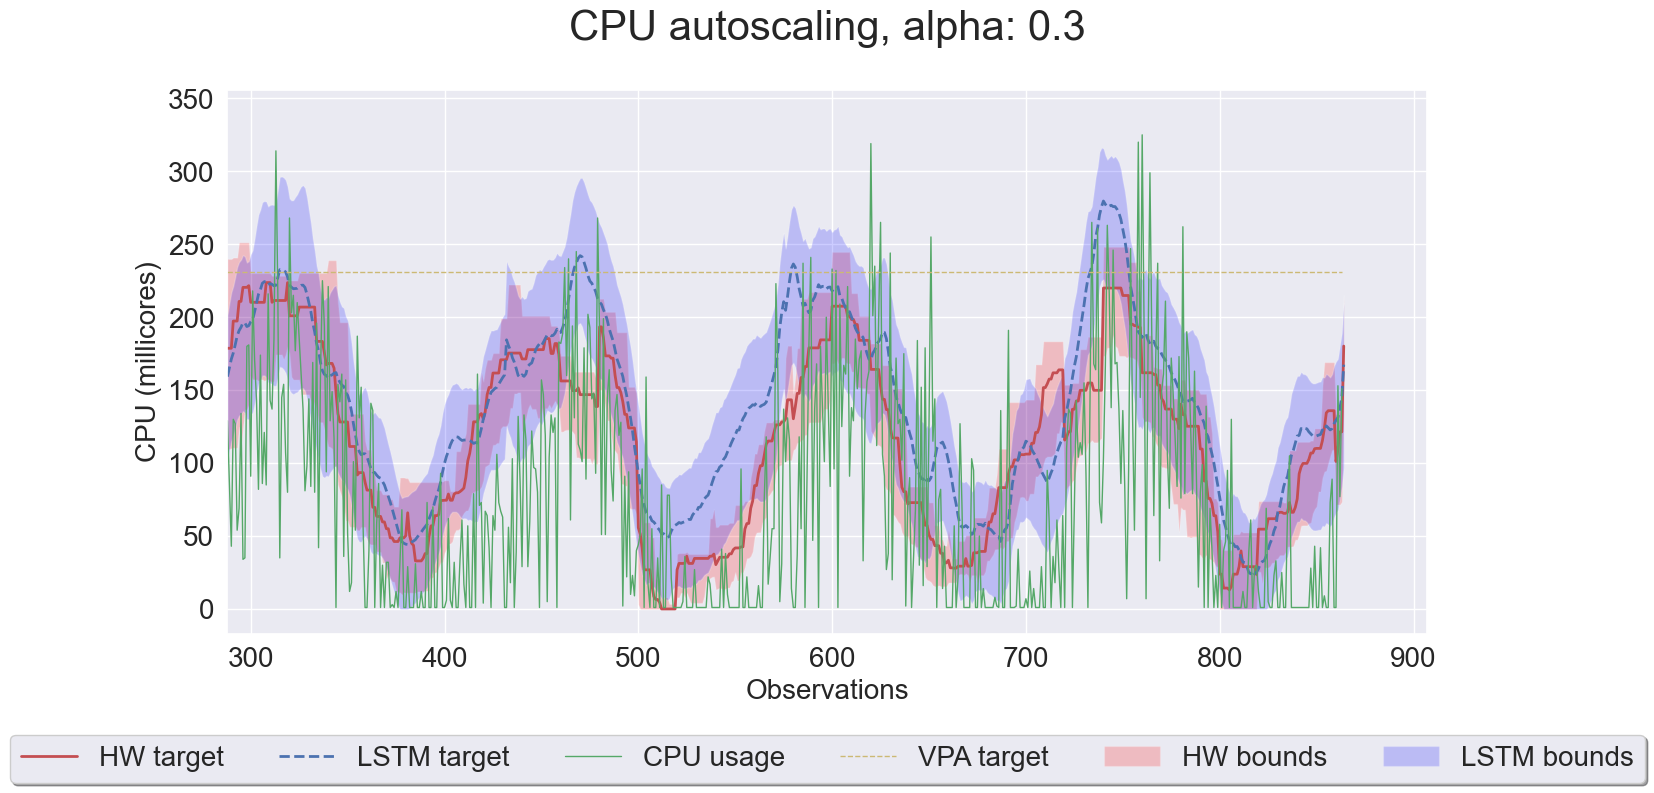 CPU autoscaling, alpha: 0.3
350
300
250
200
150
100
50
0
CPU (millicores)
300 400 500 600 700 800 900
Observations
HW target LSTM target CPU usage VPA target HW bounds LSTM bounds